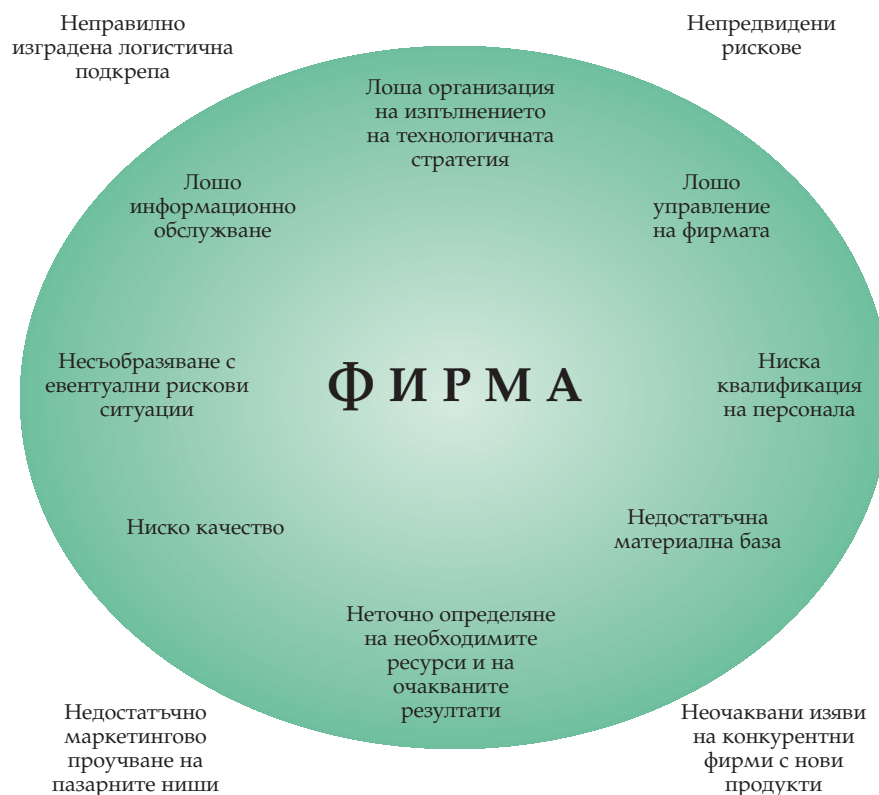 Неправилно
изградена логистична
подкрепа
Непредвидени
рискове
Лоша организация
на изпълнението
на технологичната
стратегия
Лошо
информационно
обслужване
Лошо
управление
на фирмата
Несъобразяване с
евентуални рискови
ситуации
ФИРМА
Ниска
квалификация
на персонала
Ниско качество
Недостатъчна
материална база
Неточно определяне
на необходимите
ресурси и на
очакваните
резултати
Недостатъчно
маркетингово
проучване на
пазарните ниши
Неочаквани изяви
на конкурентни
фирми с нови
продукти